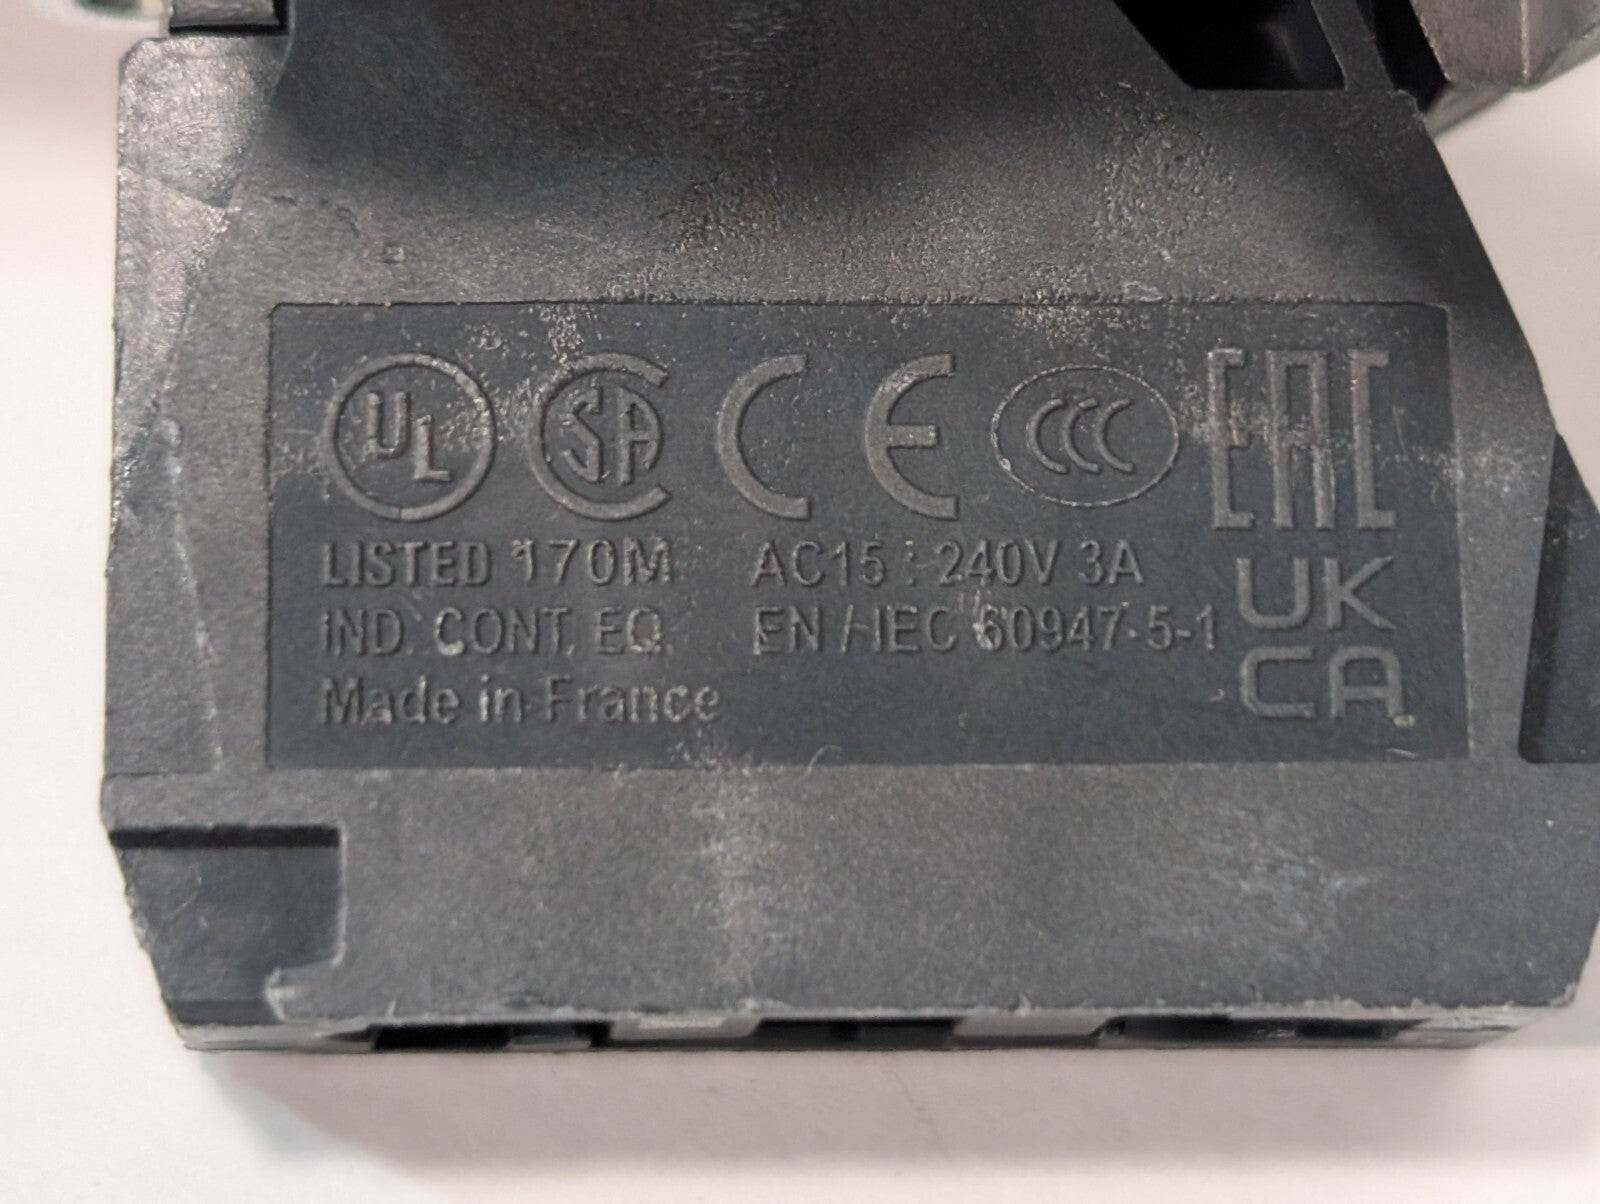 UL SA CE CCC EAC
LISTED 170M AC15 : 240V 3A
IND. CONT. EQ. EN / IEC 60947-5-1
UK
CA
Made in France